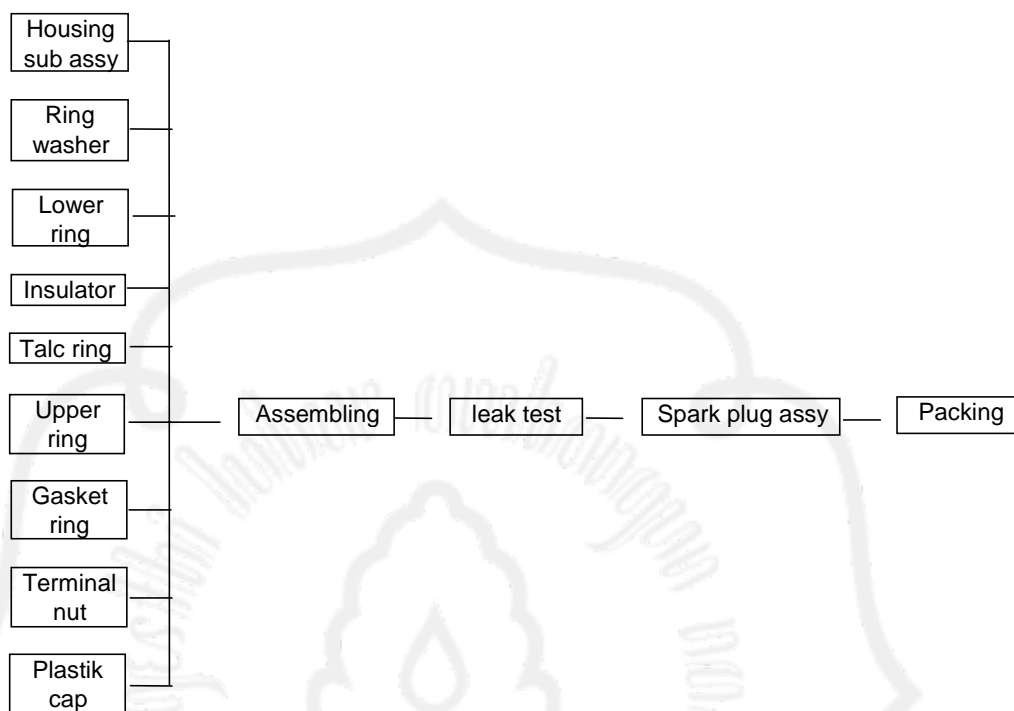 Housing
sub assy
Ring
washer
Lower
ring
Insulator
Talc ring
Upper
ring
Assembling
leak test
Spark plug assy
Packing
Gasket
ring
Terminal
nut
Plastik
cap